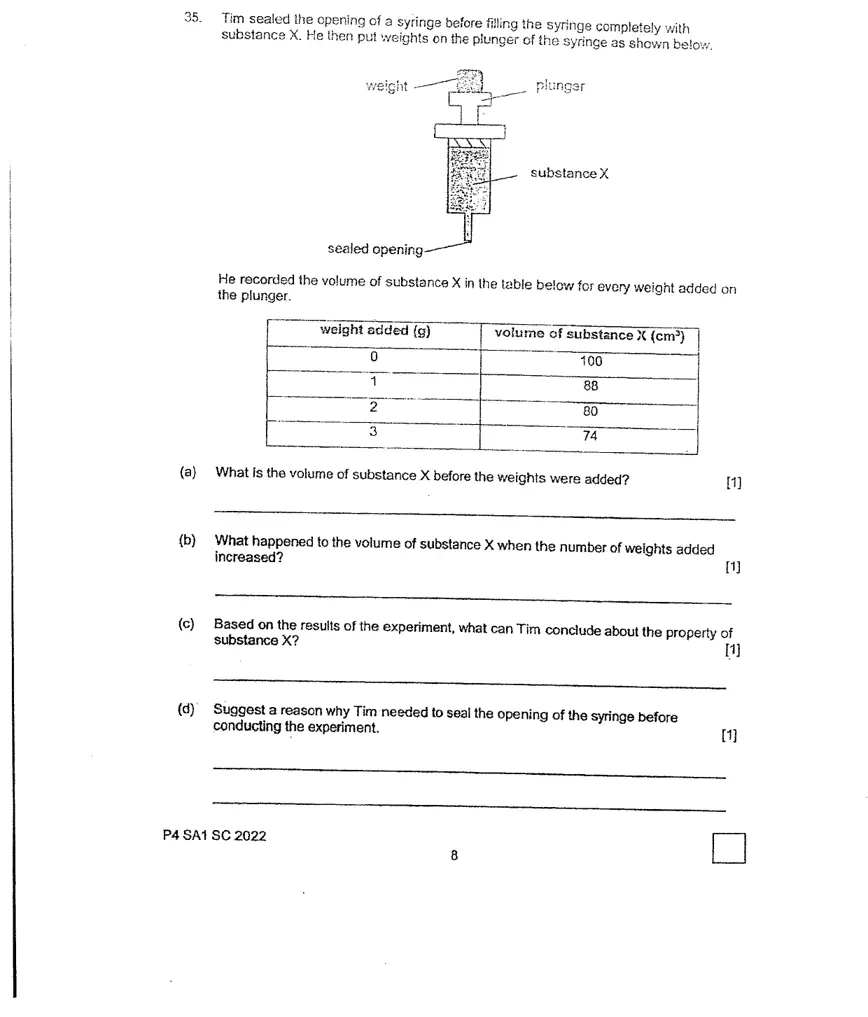 35. Tim sealed the opening of a syringe before filling the syringe completely with
substance X. He then put weights on the plunger of the syringe as shown below.
weight
plunger
substance X
sealed opening
He recorded the volume of substance X in the table below for every weight added on
the plunger.
weight added (g) volume of substance X (cm³)
0 100
1 88
2 80
3 74
(a) What is the volume of substance X before the weights were added? [1]
(b) What happened to the volume of substance X when the number of weights added
increased? [1]
(c) Based on the results of the experiment, what can Tim conclude about the property of
substance X? [1]
(d) Suggest a reason why Tim needed to seal the opening of the syringe before
conducting the experiment. [1]
P4 SA1 SC 2022
8